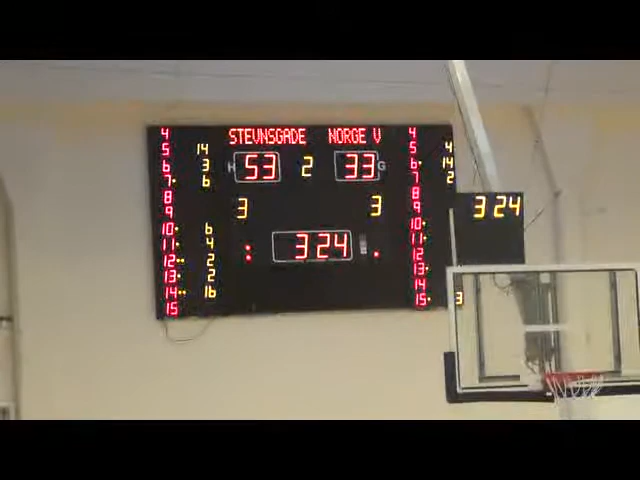 STEVNSGADE NORGE V
H 53 2 33 G
3 3
324
324
4 4
5 14 5 4
6 3 6 14
7 6 7 2
8 8
9 9
10 6 10
11 4 11
12 2 12
13 2 13
14 16 14
15 15 3